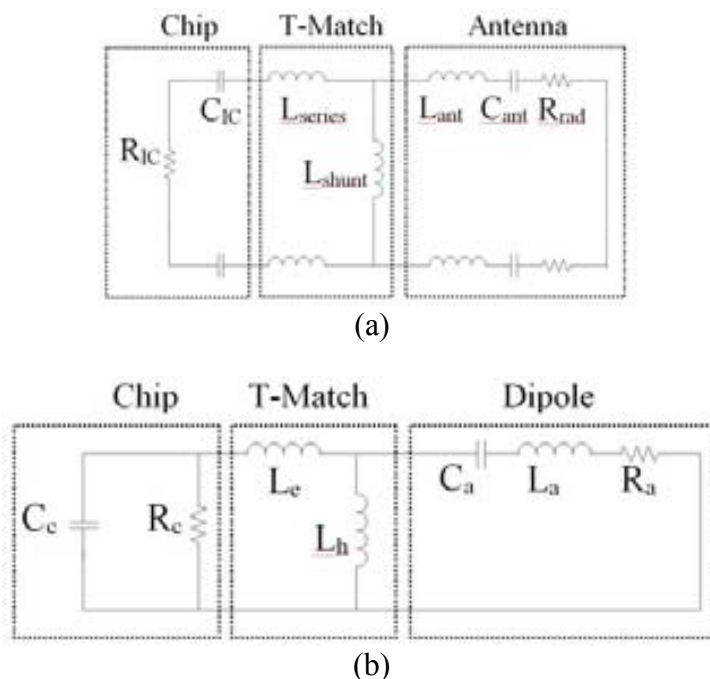 Chip T-Match Antenna
C_IC L_series L_ant C_ant R_rad
R_IC L_shunt
(a)
Chip T-Match Dipole
L_e C_a L_a R_a
C_c R_c L_h
(b)